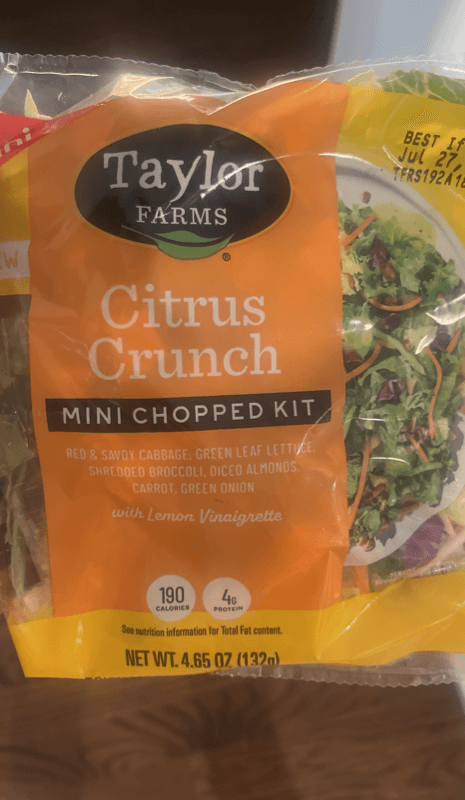 BEST If
Jul 27,
Taylor
FARMS
®
Citrus
Crunch
MINI CHOPPED KIT
RED & SAVOY CABBAGE, GREEN LEAF LETTUCE,
SHREDDED BROCCOLI, DICED ALMONDS,
CARROT, GREEN ONION
with Lemon Vinaigrette
190
CALORIES
4G
PROTEIN
See nutrition information for Total Fat content.
NET WT. 4.65 OZ (132g)